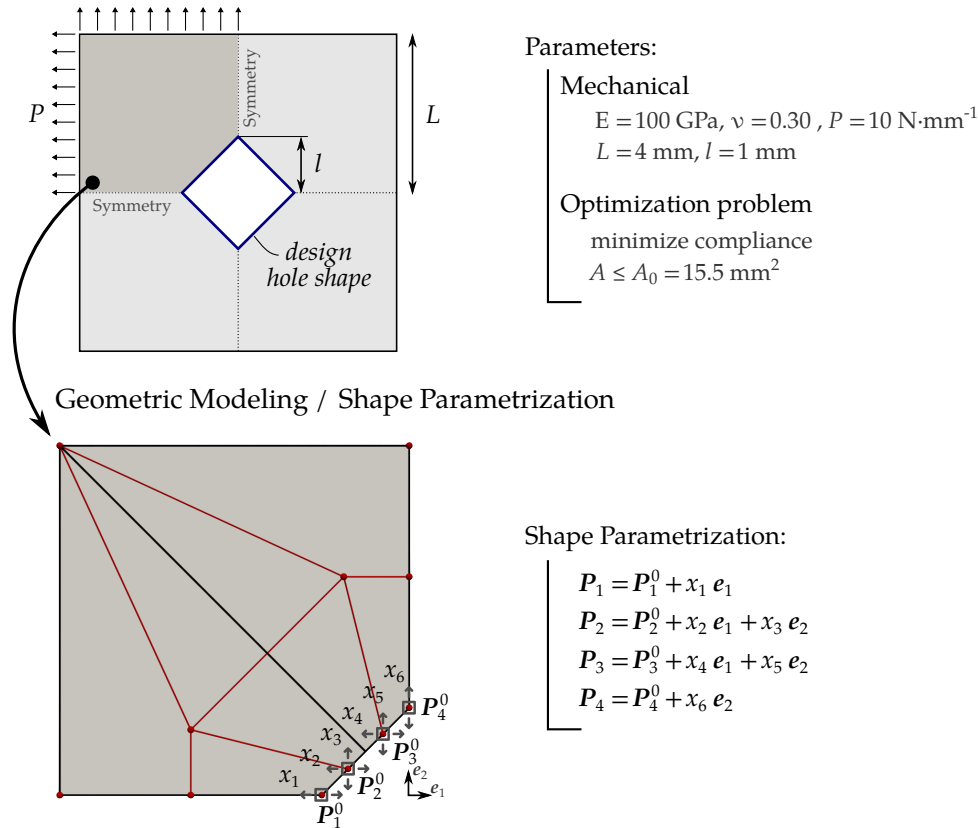 P
Symmetry
L
l
Symmetry
design
hole shape
Parameters:
Mechanical
E = 100 GPa, ν = 0.30 , P = 10 N·mm⁻¹
L = 4 mm, l = 1 mm
Optimization problem
minimize compliance
A ≤ A₀ = 15.5 mm²
Geometric Modeling / Shape Parametrization
x₆
x₅
x₄
P₄⁰
x₃
P₃⁰
x₂
P₂⁰
x₁
P₁⁰
e₂
e₁
Shape Parametrization:
P₁ = P₁⁰ + x₁ e₁
P₂ = P₂⁰ + x₂ e₁ + x₃ e₂
P₃ = P₃⁰ + x₄ e₁ + x₅ e₂
P₄ = P₄⁰ + x₆ e₂